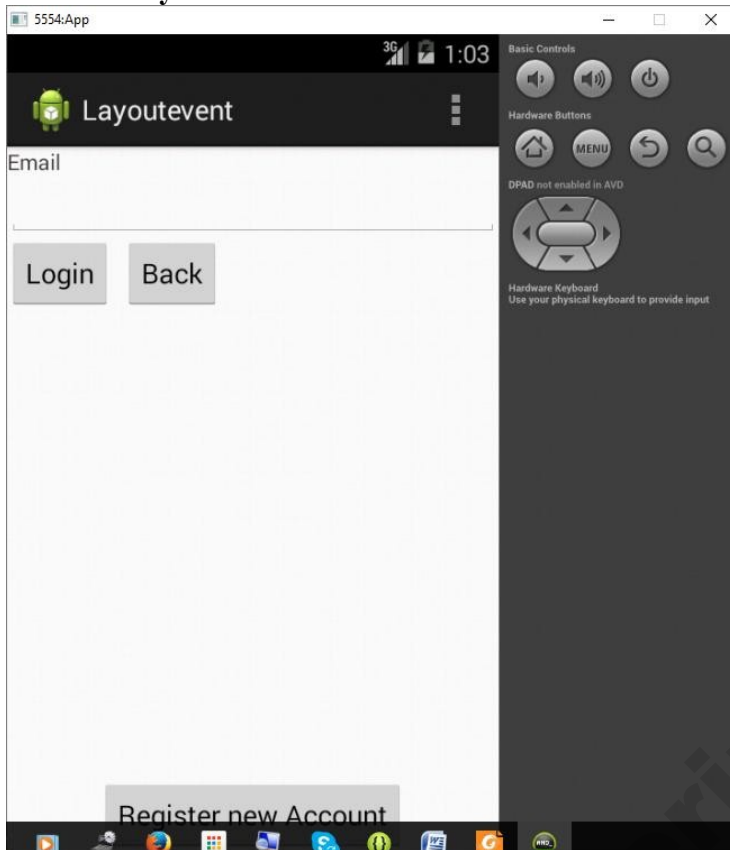 5554:App
3G 1:03
Layoutevent
Email
Login Back
Register new Account
Basic Controls
Hardware Buttons
MENU
DPAD not enabled in AVD
Hardware Keyboard
Use your physical keyboard to provide input